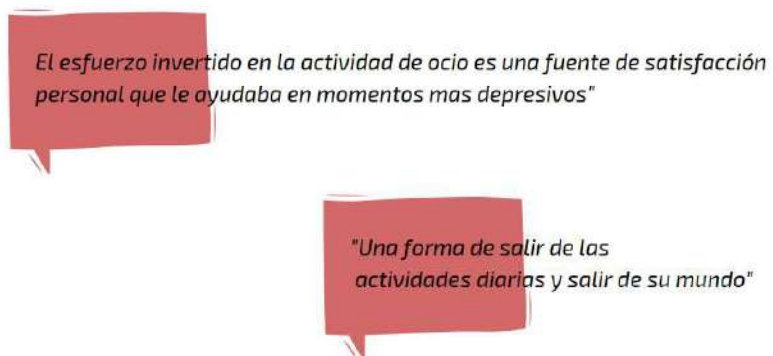 El esfuerzo invertido en la actividad de ocio es una fuente de satisfacción
personal que le ayudaba en momentos mas depresivos"
"Una forma de salir de las
actividades diarias y salir de su mundo"